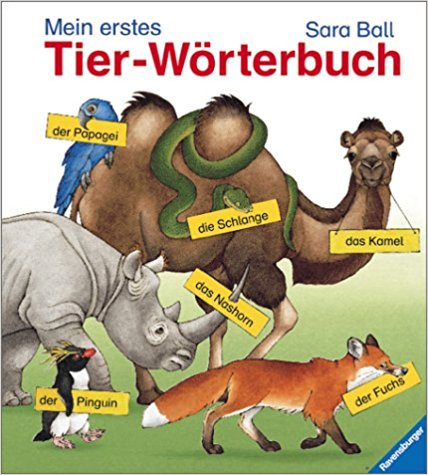 Mein erstes
Sara Ball
Tier-Wörterbuch
der Papagei
die Schlange
das Kamel
das Nashorn
der Pinguin
der Fuchs
Ravensburger